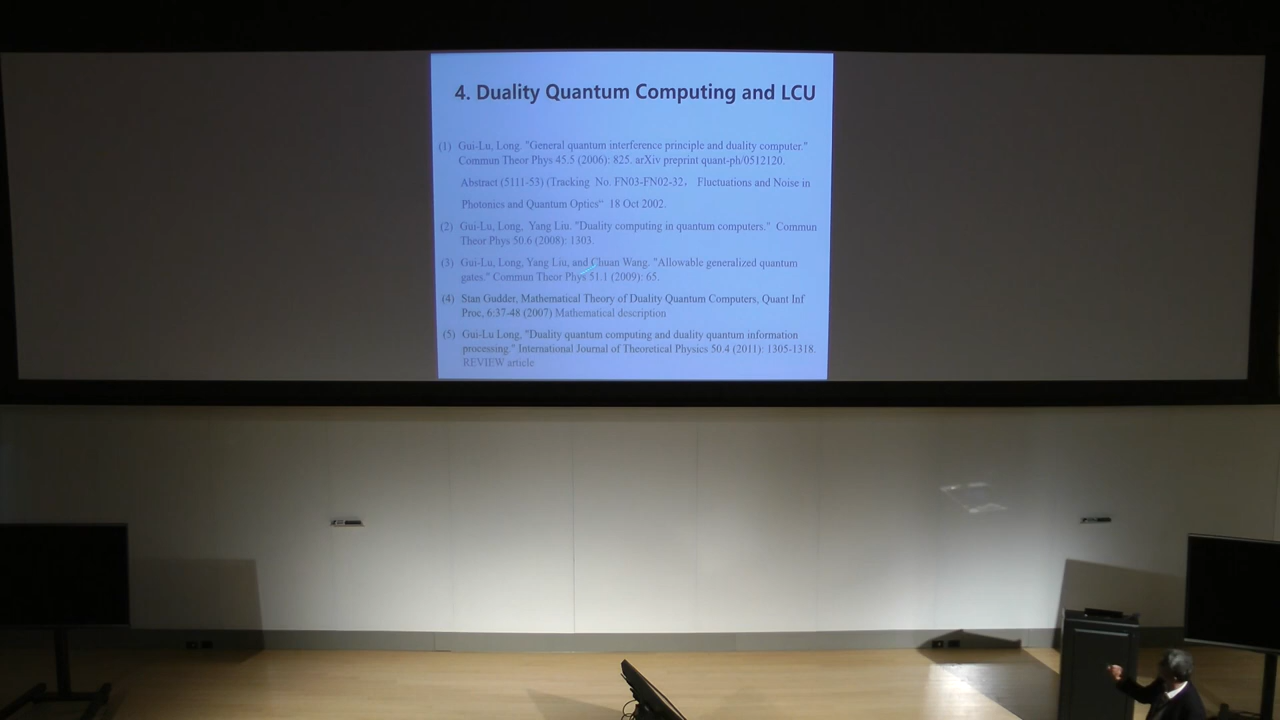 4. Duality Quantum Computing and LCU
(1) Gui-Lu, Long. "General quantum interference principle and duality computer."
Commun Theor Phys 45.5 (2006): 825. arXiv preprint quant-ph/0512120.
Abstract (5111-53) (Tracking No. FN03-FN02-32, Fluctuations and Noise in
Photonics and Quantum Optics“ 18 Oct 2002.
(2) Gui-Lu, Long, Yang Liu. "Duality computing in quantum computers." Commun
Theor Phys 50.6 (2008): 1303.
(3) Gui-Lu, Long, Yang Liu, and Chuan Wang. "Allowable generalized quantum
gates." Commun Theor Phys 51.1 (2009): 65.
(4) Stan Gudder, Mathematical Theory of Duality Quantum Computers, Quant Inf
Proc, 6:37-48 (2007) Mathematical description
(5) Gui-Lu Long, "Duality quantum computing and duality quantum information
processing." International Journal of Theoretical Physics 50.4 (2011): 1305-1318.
REVIEW article